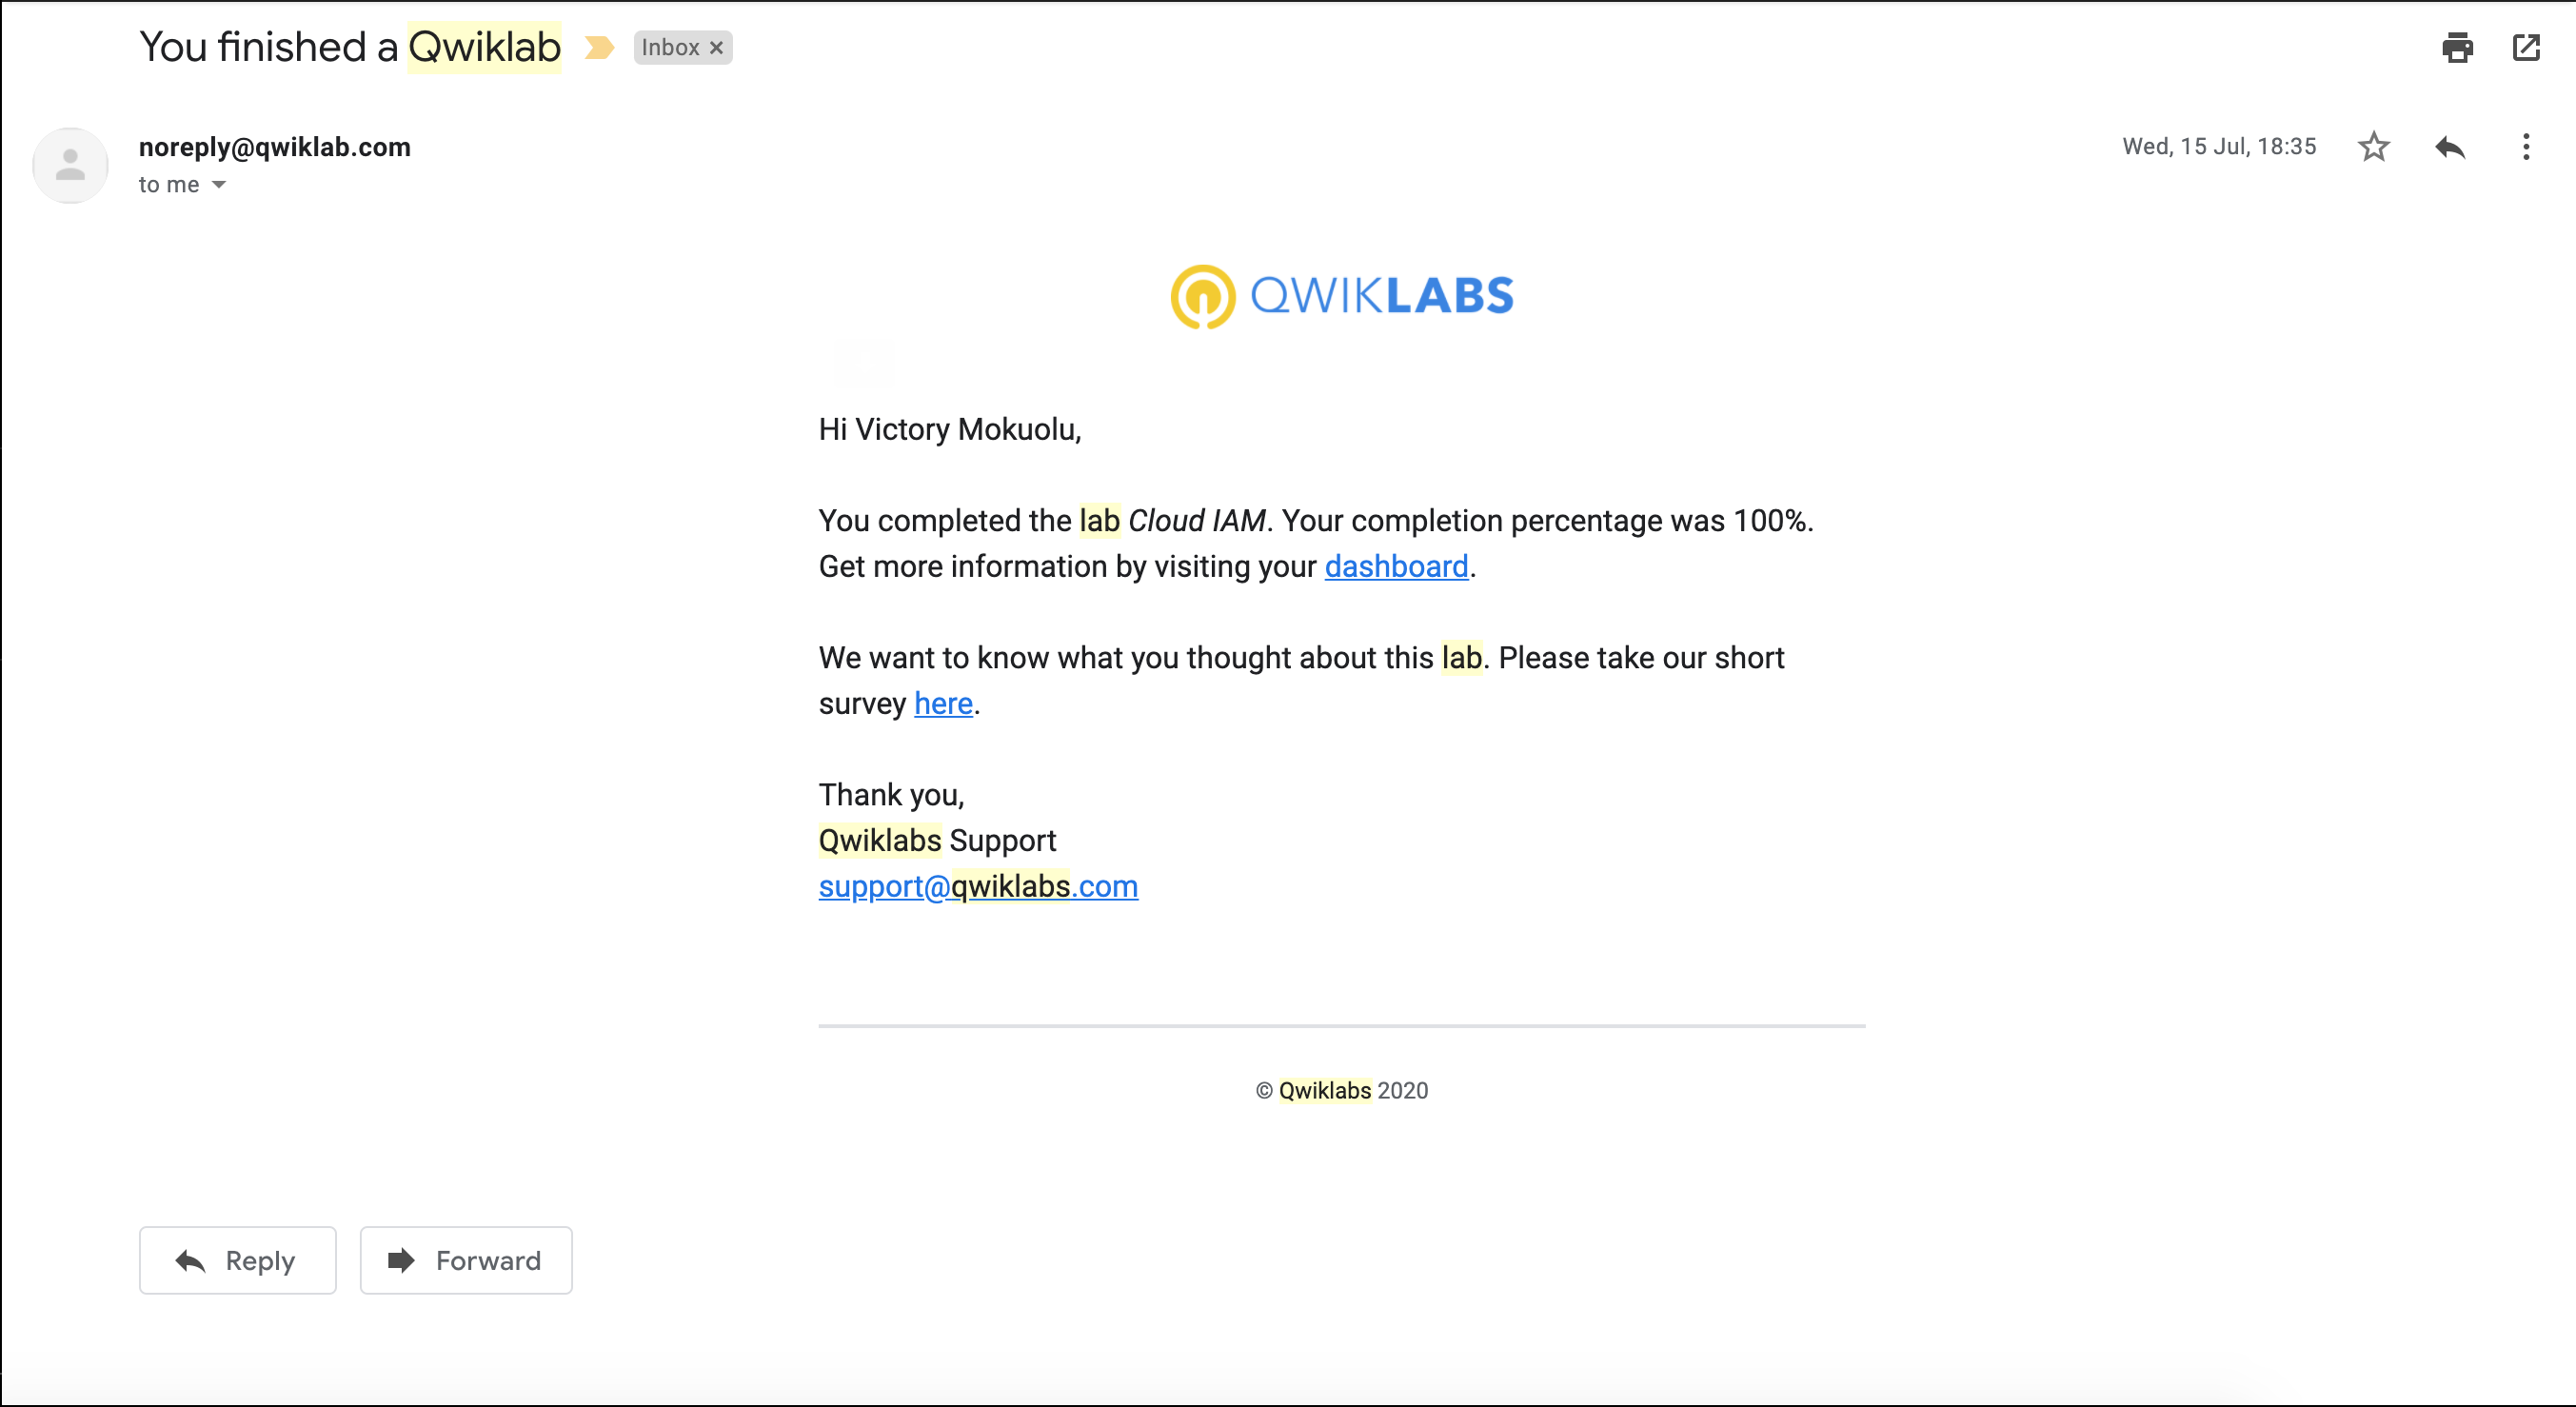 You finished a Qwiklab Inbox ×
noreply@qwiklab.com
Wed, 15 Jul, 18:35
to me
QWIKLABS
Hi Victory Mokuolu,
You completed the lab Cloud IAM. Your completion percentage was 100%.
Get more information by visiting your dashboard.
We want to know what you thought about this lab. Please take our short
survey here.
Thank you,
Qwiklabs Support
support@qwiklabs.com
© Qwiklabs 2020
Reply
Forward